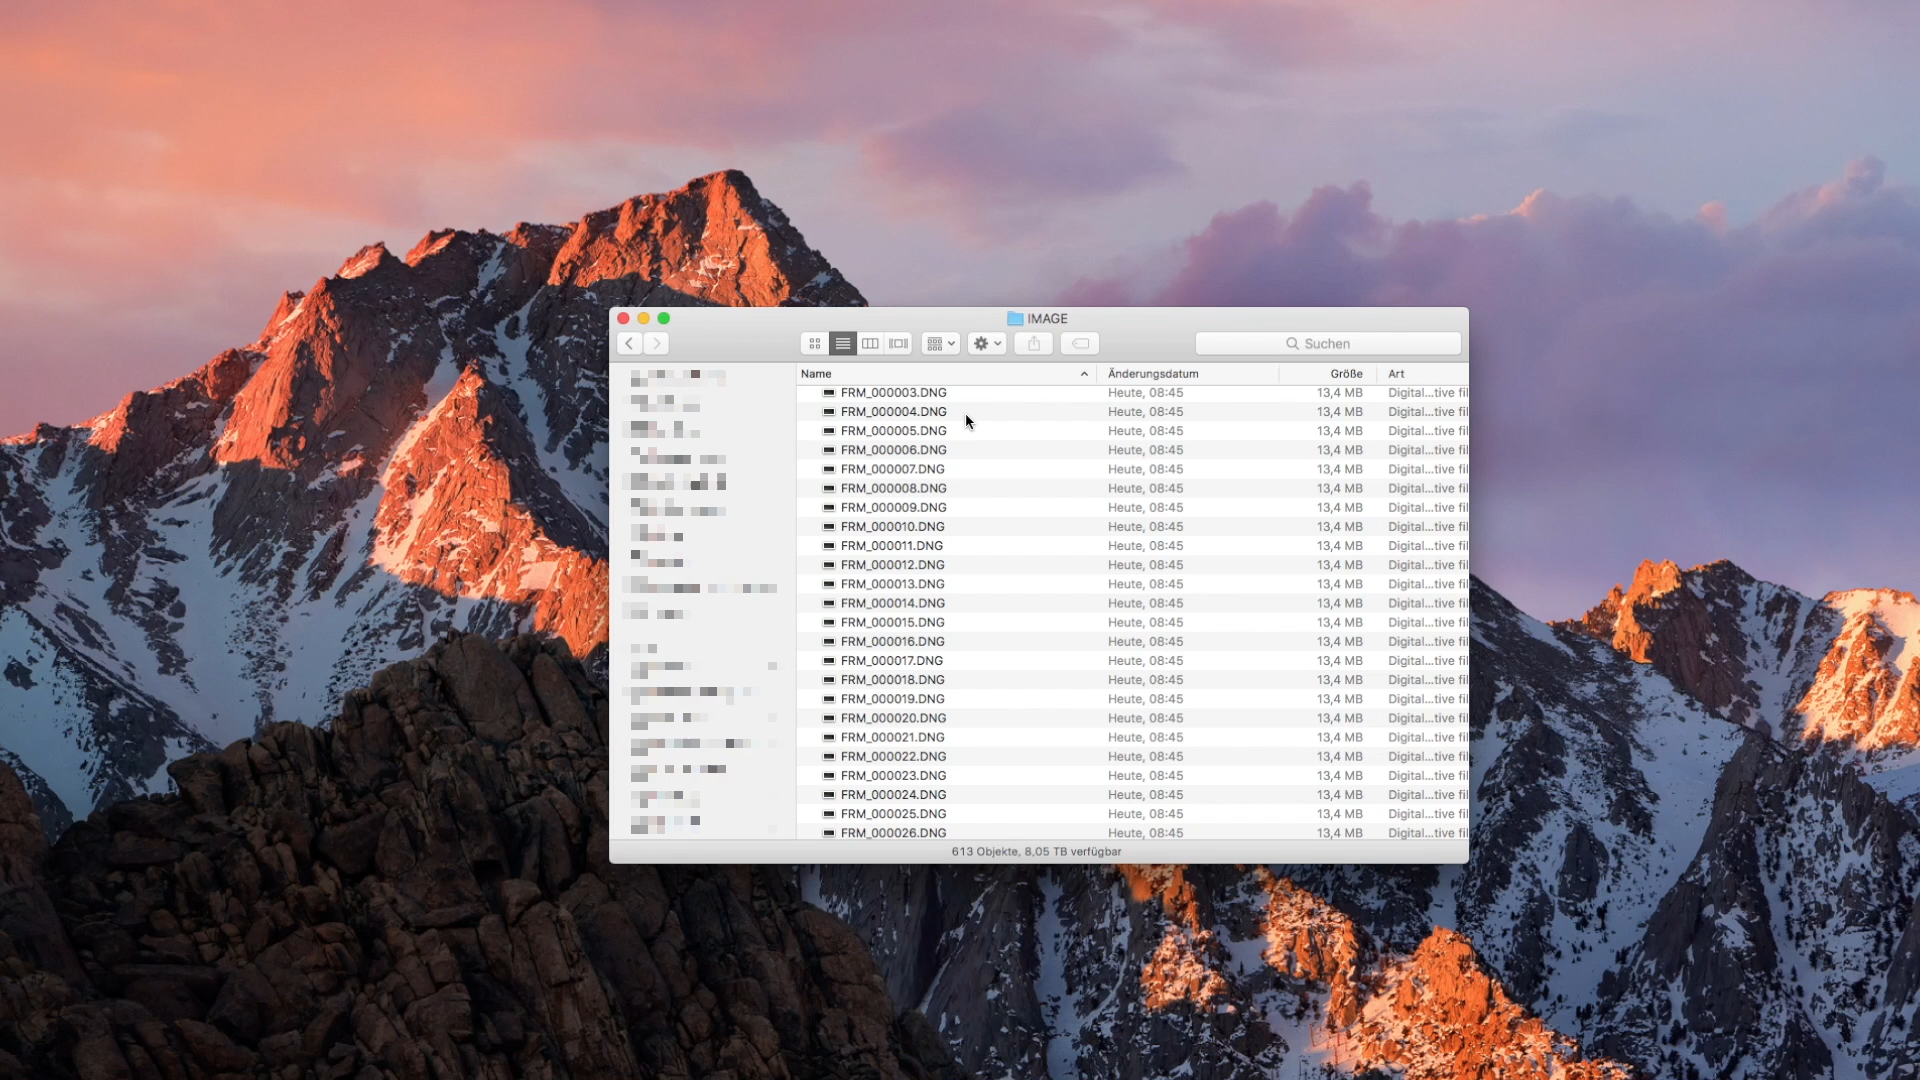 IMAGE
Suchen
Name Änderungsdatum Größe Art
FRM_000003.DNG Heute, 08:45 13,4 MB Digital...tive fil
FRM_000004.DNG Heute, 08:45 13,4 MB Digital...tive fil
FRM_000005.DNG Heute, 08:45 13,4 MB Digital...tive fil
FRM_000006.DNG Heute, 08:45 13,4 MB Digital...tive fil
FRM_000007.DNG Heute, 08:45 13,4 MB Digital...tive fil
FRM_000008.DNG Heute, 08:45 13,4 MB Digital...tive fil
FRM_000009.DNG Heute, 08:45 13,4 MB Digital...tive fil
FRM_000010.DNG Heute, 08:45 13,4 MB Digital...tive fil
FRM_000011.DNG Heute, 08:45 13,4 MB Digital...tive fil
FRM_000012.DNG Heute, 08:45 13,4 MB Digital...tive fil
FRM_000013.DNG Heute, 08:45 13,4 MB Digital...tive fil
FRM_000014.DNG Heute, 08:45 13,4 MB Digital...tive fil
FRM_000015.DNG Heute, 08:45 13,4 MB Digital...tive fil
FRM_000016.DNG Heute, 08:45 13,4 MB Digital...tive fil
FRM_000017.DNG Heute, 08:45 13,4 MB Digital...tive fil
FRM_000018.DNG Heute, 08:45 13,4 MB Digital...tive fil
FRM_000019.DNG Heute, 08:45 13,4 MB Digital...tive fil
FRM_000020.DNG Heute, 08:45 13,4 MB Digital...tive fil
FRM_000021.DNG Heute, 08:45 13,4 MB Digital...tive fil
FRM_000022.DNG Heute, 08:45 13,4 MB Digital...tive fil
FRM_000023.DNG Heute, 08:45 13,4 MB Digital...tive fil
FRM_000024.DNG Heute, 08:45 13,4 MB Digital...tive fil
FRM_000025.DNG Heute, 08:45 13,4 MB Digital...tive fil
FRM_000026.DNG Heute, 08:45 13,4 MB Digital...tive fil
613 Objekte, 8,05 TB verfügbar